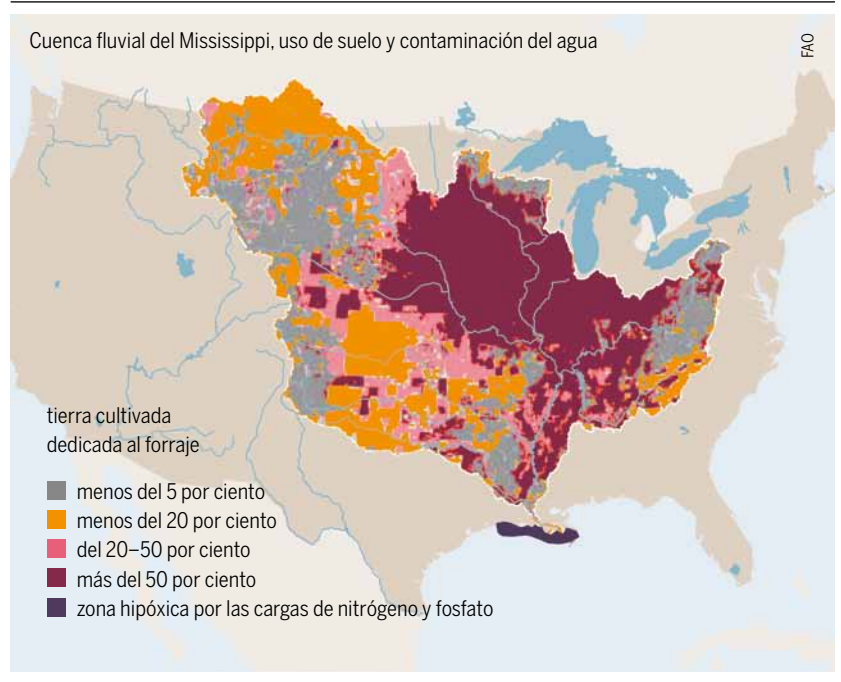 Cuenca fluvial del Mississippi, uso de suelo y contaminación del agua
FAO
tierra cultivada
dedicada al forraje
menos del 5 por ciento
menos del 20 por ciento
del 20–50 por ciento
más del 50 por ciento
zona hipóxica por las cargas de nitrógeno y fosfato